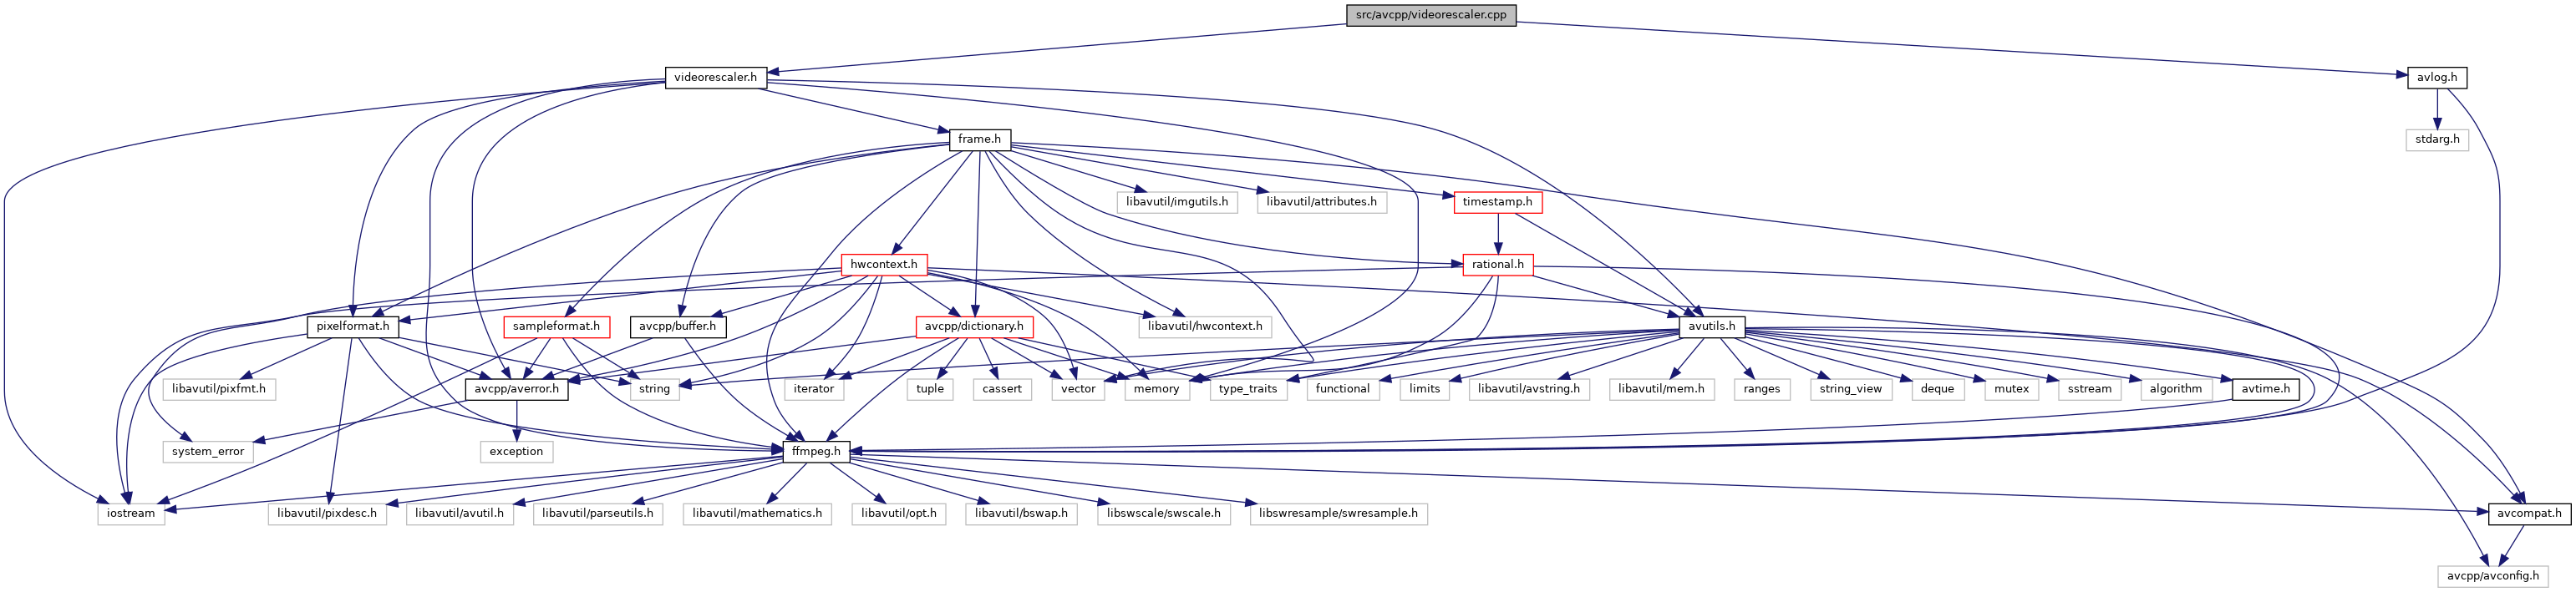 src/avcpp/videorescaler.cpp
videorescaler.h
avlog.h
frame.h
stdarg.h
libavutil/imgutils.h
libavutil/attributes.h
timestamp.h
hwcontext.h
rational.h
pixelformat.h
sampleformat.h
avcpp/buffer.h
avcpp/dictionary.h
libavutil/hwcontext.h
avutils.h
libavutil/pixfmt.h
avcpp/averror.h
string
iterator
tuple
cassert
vector
memory
type_traits
functional
limits
libavutil/avstring.h
libavutil/mem.h
ranges
string_view
deque
mutex
sstream
algorithm
avtime.h
system_error
exception
ffmpeg.h
iostream
libavutil/pixdesc.h
libavutil/avutil.h
libavutil/parseutils.h
libavutil/mathematics.h
libavutil/opt.h
libavutil/bswap.h
libswscale/swscale.h
libswresample/swresample.h
avcompat.h
avcpp/avconfig.h